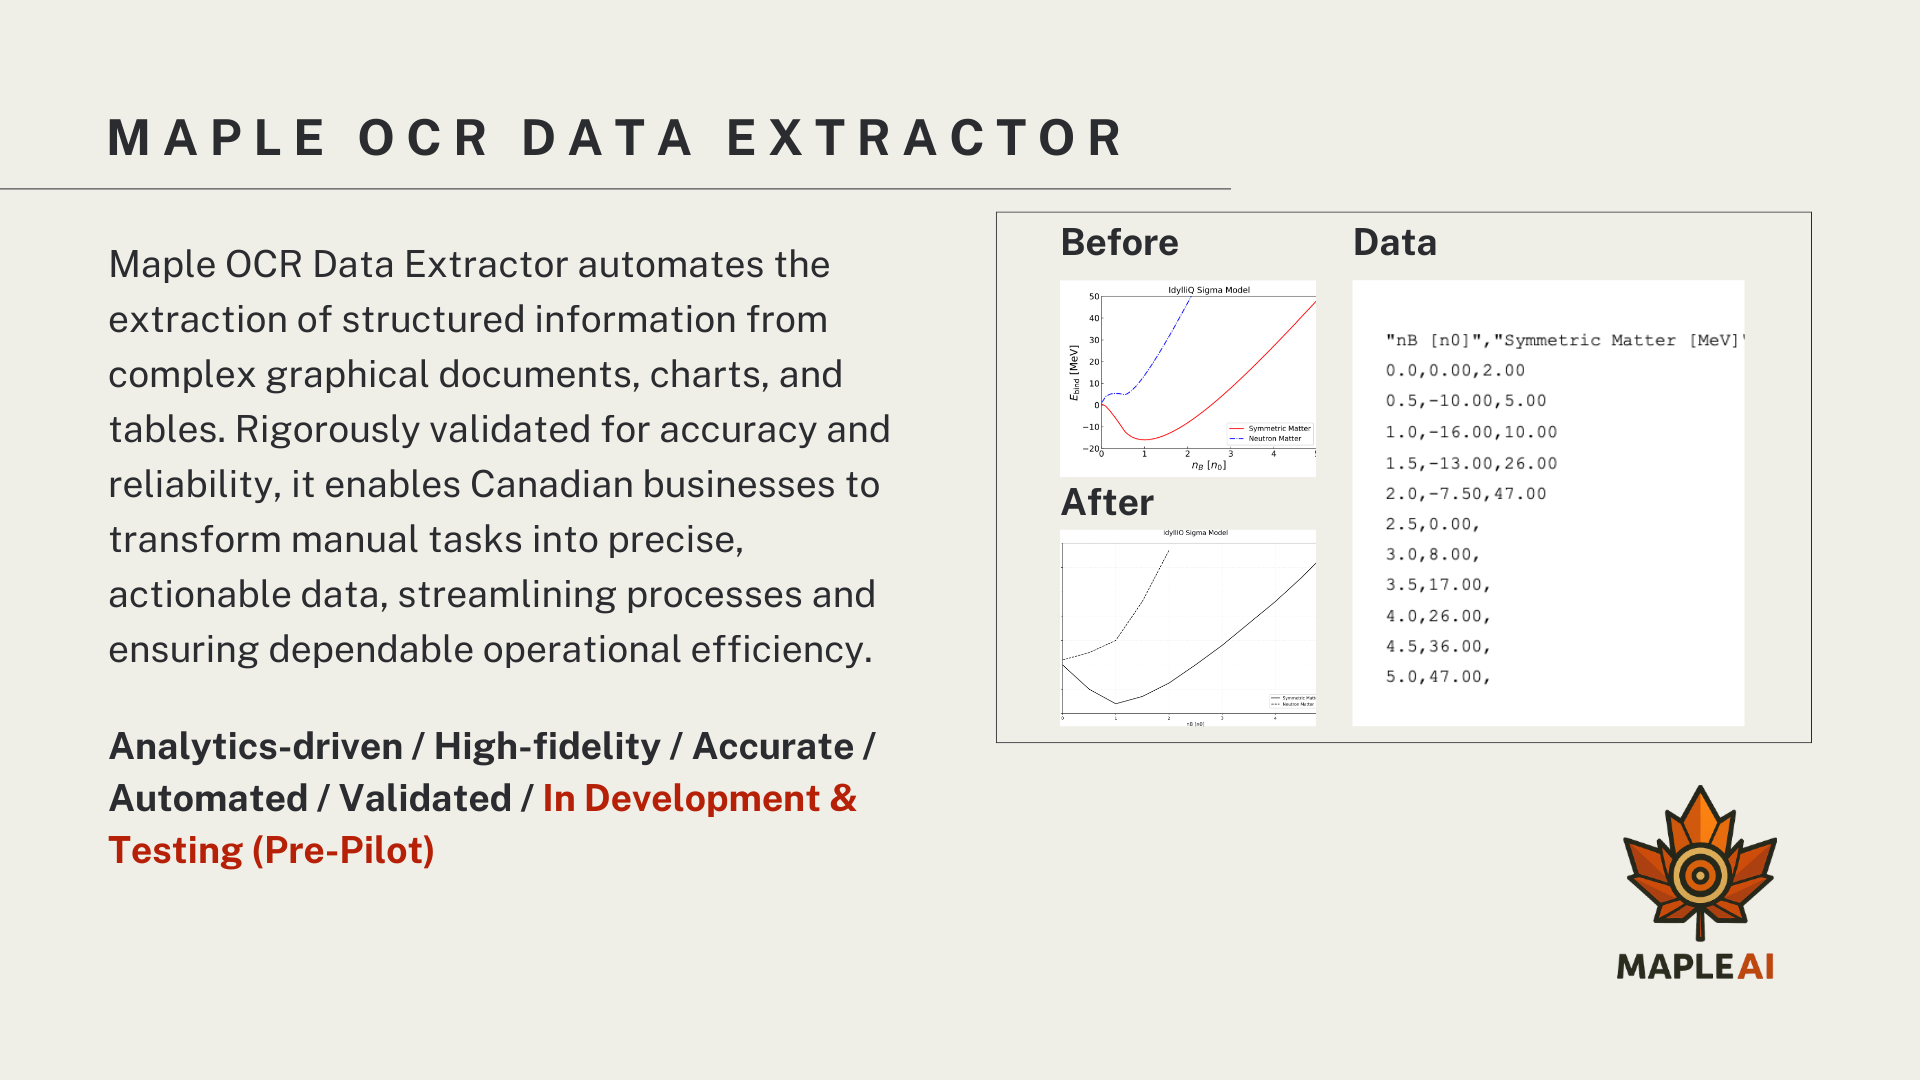 MAPLE OCR DATA EXTRACTOR
Maple OCR Data Extractor automates the
extraction of structured information from
complex graphical documents, charts, and
tables. Rigorously validated for accuracy and
reliability, it enables Canadian businesses to
transform manual tasks into precise,
actionable data, streamlining processes and
ensuring dependable operational efficiency.
Analytics-driven / High-fidelity / Accurate /
Automated / Validated / In Development &
Testing (Pre-Pilot)
Before
IdylliQ Sigma Model
50
40
30
20
10
0
−10
−20
E_bind [MeV]
Symmetric Matter
Neutron Matter
0 1 2 3 4
n_B [n_0]
After
IdyllIQ Sigma Model
Symmetric
Neutron Matter
0 1 2 3 4
nB [n0]
Data
"nB [n0]","Symmetric Matter [MeV]"
0.0,0.00,2.00
0.5,-10.00,5.00
1.0,-16.00,10.00
1.5,-13.00,26.00
2.0,-7.50,47.00
2.5,0.00,
3.0,8.00,
3.5,17.00,
4.0,26.00,
4.5,36.00,
5.0,47.00,
MAPLE AI